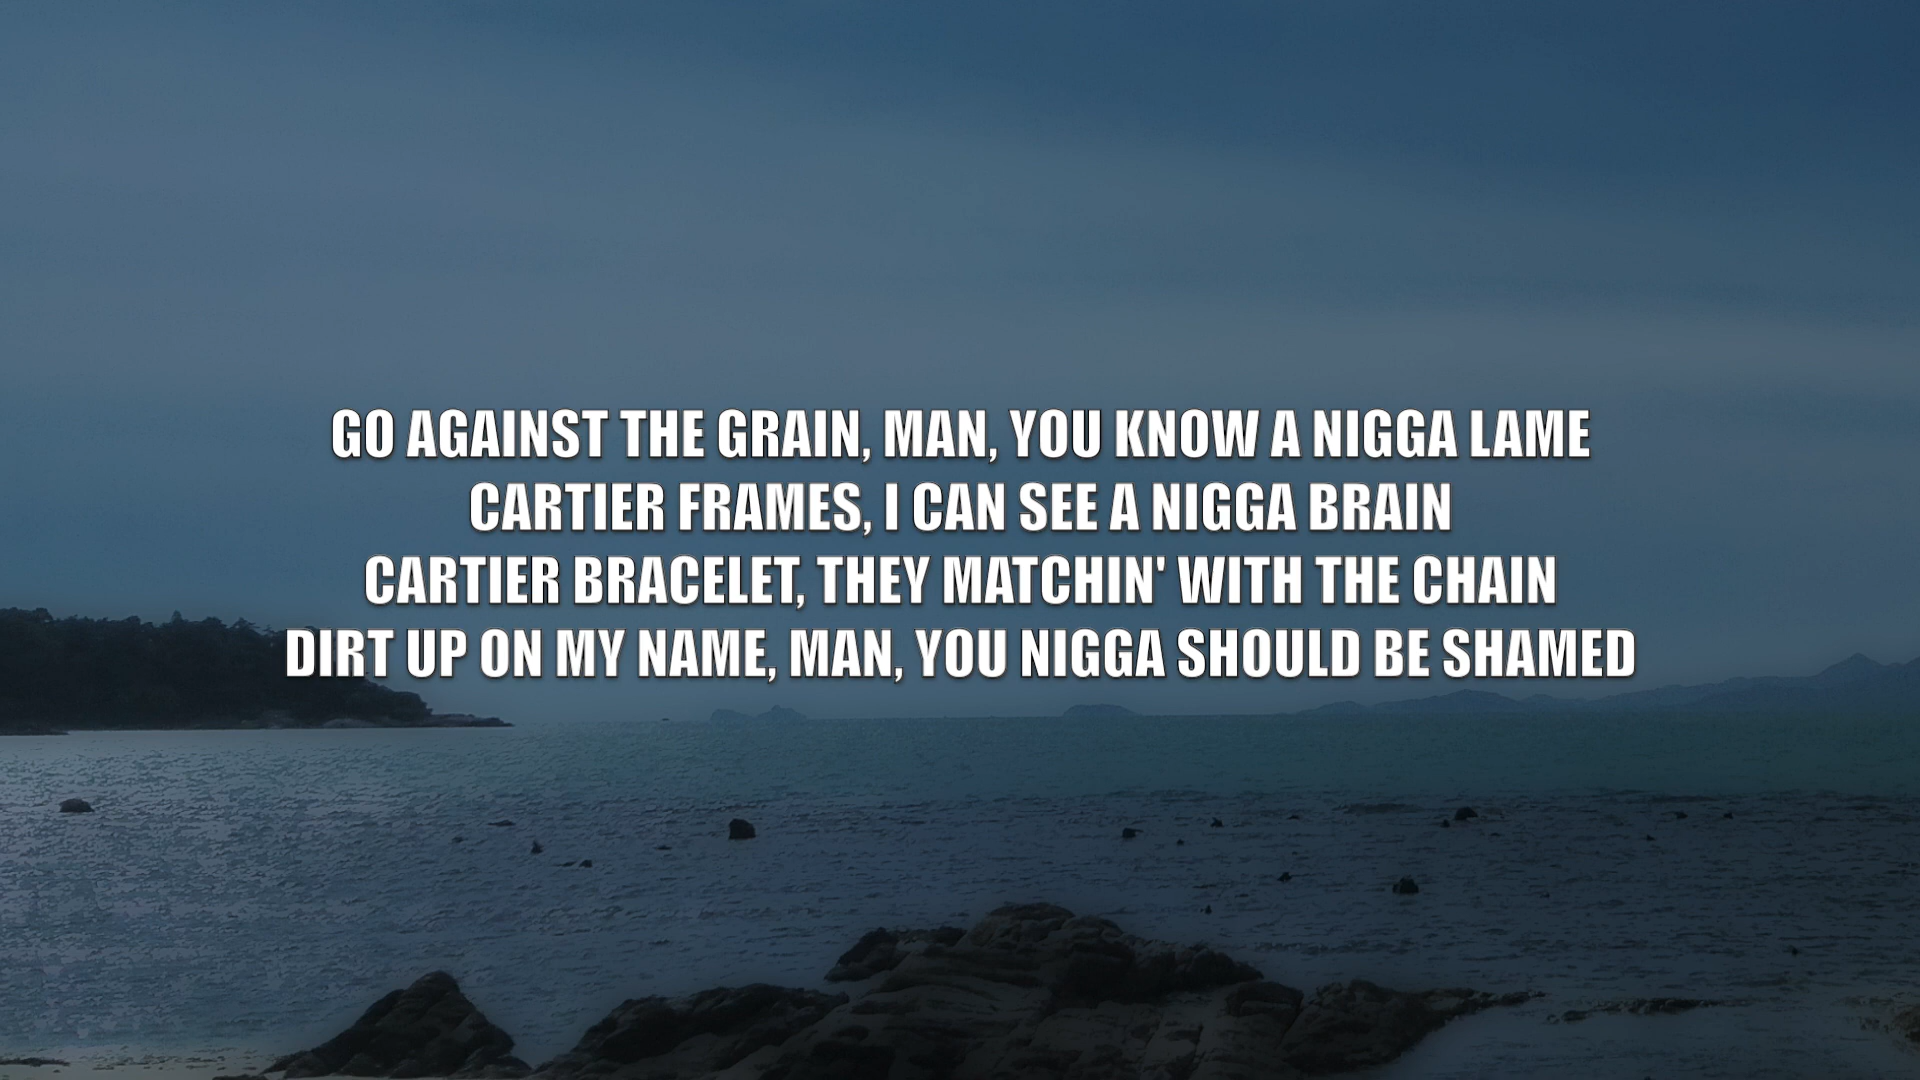 GO AGAINST THE GRAIN, MAN, YOU KNOW A NIGGA LAME
CARTIER FRAMES, I CAN SEE A NIGGA BRAIN
CARTIER BRACELET, THEY MATCHIN' WITH THE CHAIN
DIRT UP ON MY NAME, MAN, YOU NIGGA SHOULD BE SHAMED